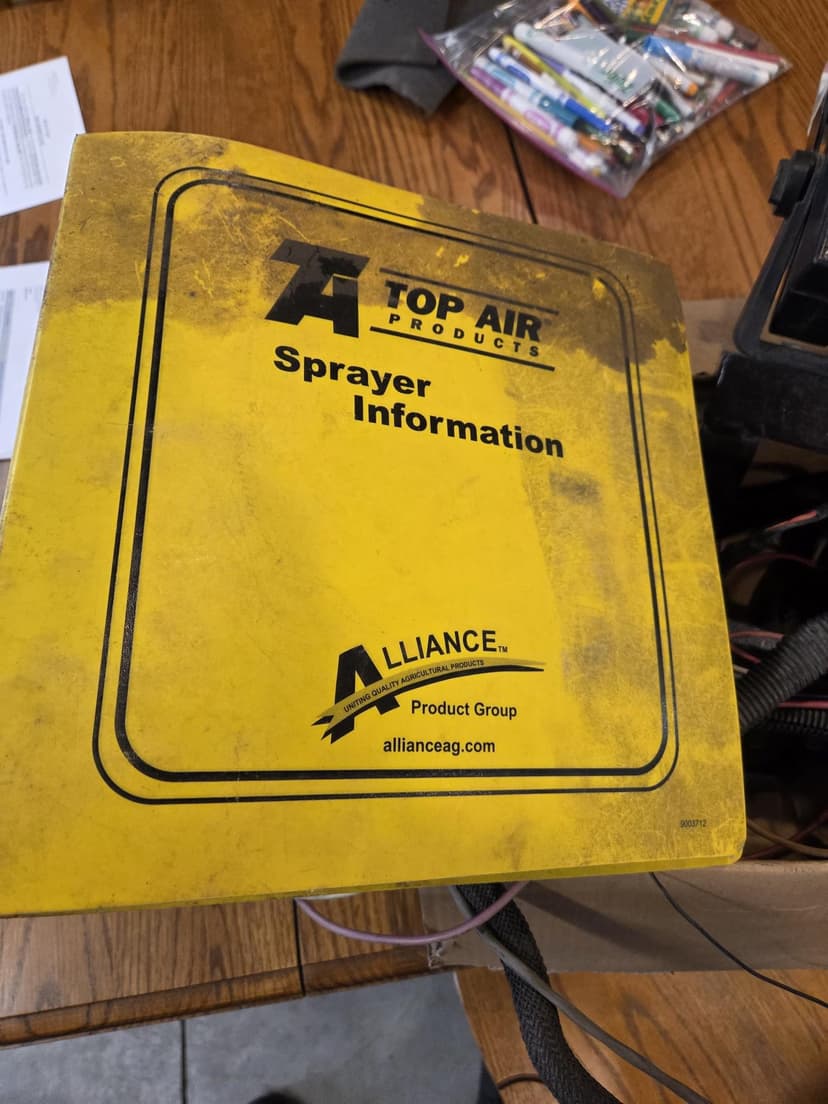 TA TOP AIR
PRODUCTS
Sprayer
Information
ALLIANCE™
UNITING QUALITY AGRICULTURAL PRODUCTS
Product Group
allianceag.com
9003712